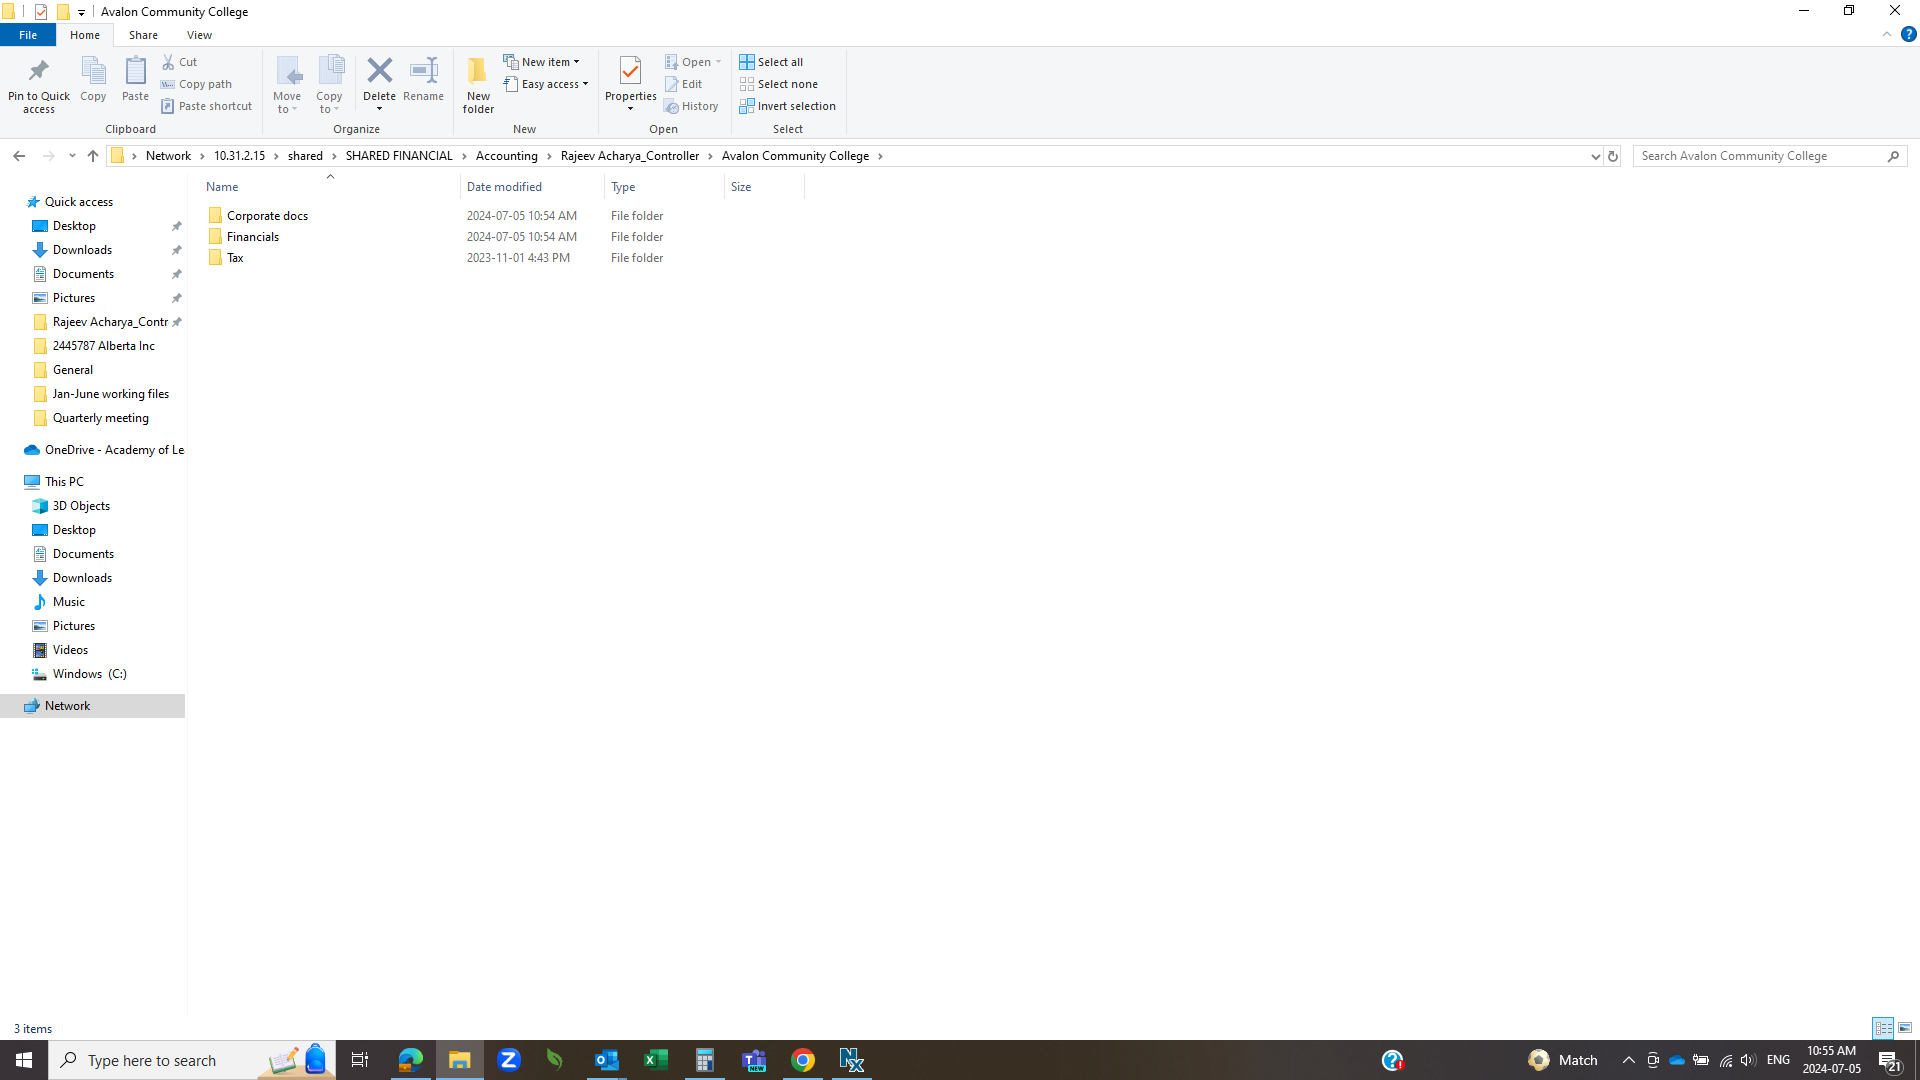 Avalon Community College
File Home Share View
Pin to Quick access
Copy
Paste
Cut
Copy path
Paste shortcut
Clipboard
Move to
Copy to
Delete
Rename
Organize
New folder
New item
Easy access
New
Properties
Open
Edit
History
Open
Select all
Select none
Invert selection
Select
Network 10.31.2.15 shared SHARED FINANCIAL Accounting Rajeev Acharya_Controller Avalon Community College
Search Avalon Community College
Name Date modified Type Size
Corporate docs 2024-07-05 10:54 AM File folder
Financials 2024-07-05 10:54 AM File folder
Tax 2023-11-01 4:43 PM File folder
Quick access
Desktop
Downloads
Documents
Pictures
Rajeev Acharya_Contr
2445787 Alberta Inc
General
Jan-June working files
Quarterly meeting
OneDrive - Academy of Le
This PC
3D Objects
Desktop
Documents
Downloads
Music
Pictures
Videos
Windows (C:)
Network
3 items
Type here to search
NEW
Match
ENG
10:55 AM
2024-07-05
21